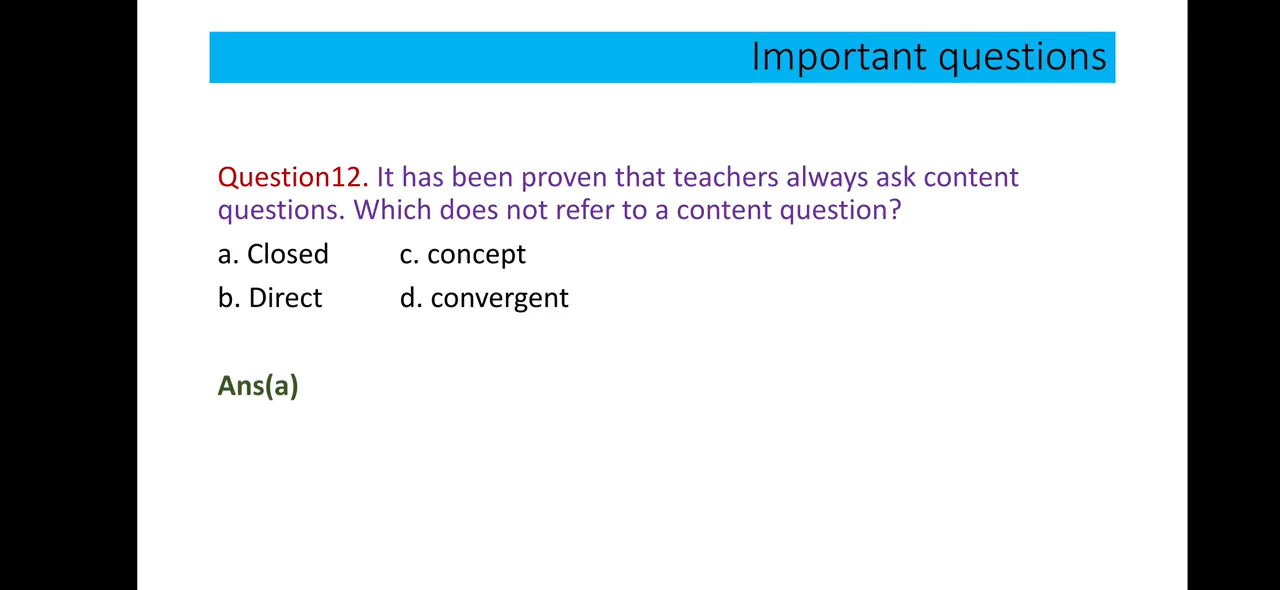 Important questions
Question12. It has been proven that teachers always ask content
questions. Which does not refer to a content question?
a. Closed c. concept
b. Direct d. convergent
Ans(a)